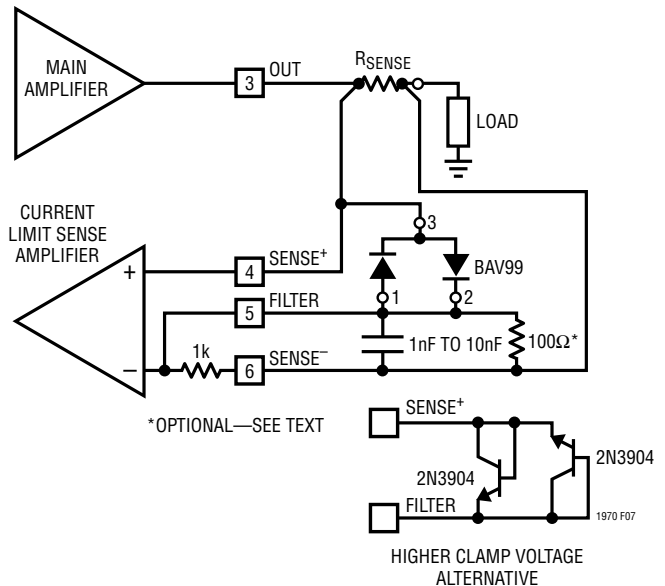 MAIN
AMPLIFIER
3
OUT
RSENSE
LOAD
CURRENT
LIMIT SENSE
AMPLIFIER
3
+
4
SENSE+
BAV99
5
FILTER
1
2
1nF TO 10nF
100Ω*
1k
–
6
SENSE–
*OPTIONAL—SEE TEXT
SENSE+
2N3904
2N3904
FILTER
1970 F07
HIGHER CLAMP VOLTAGE
ALTERNATIVE